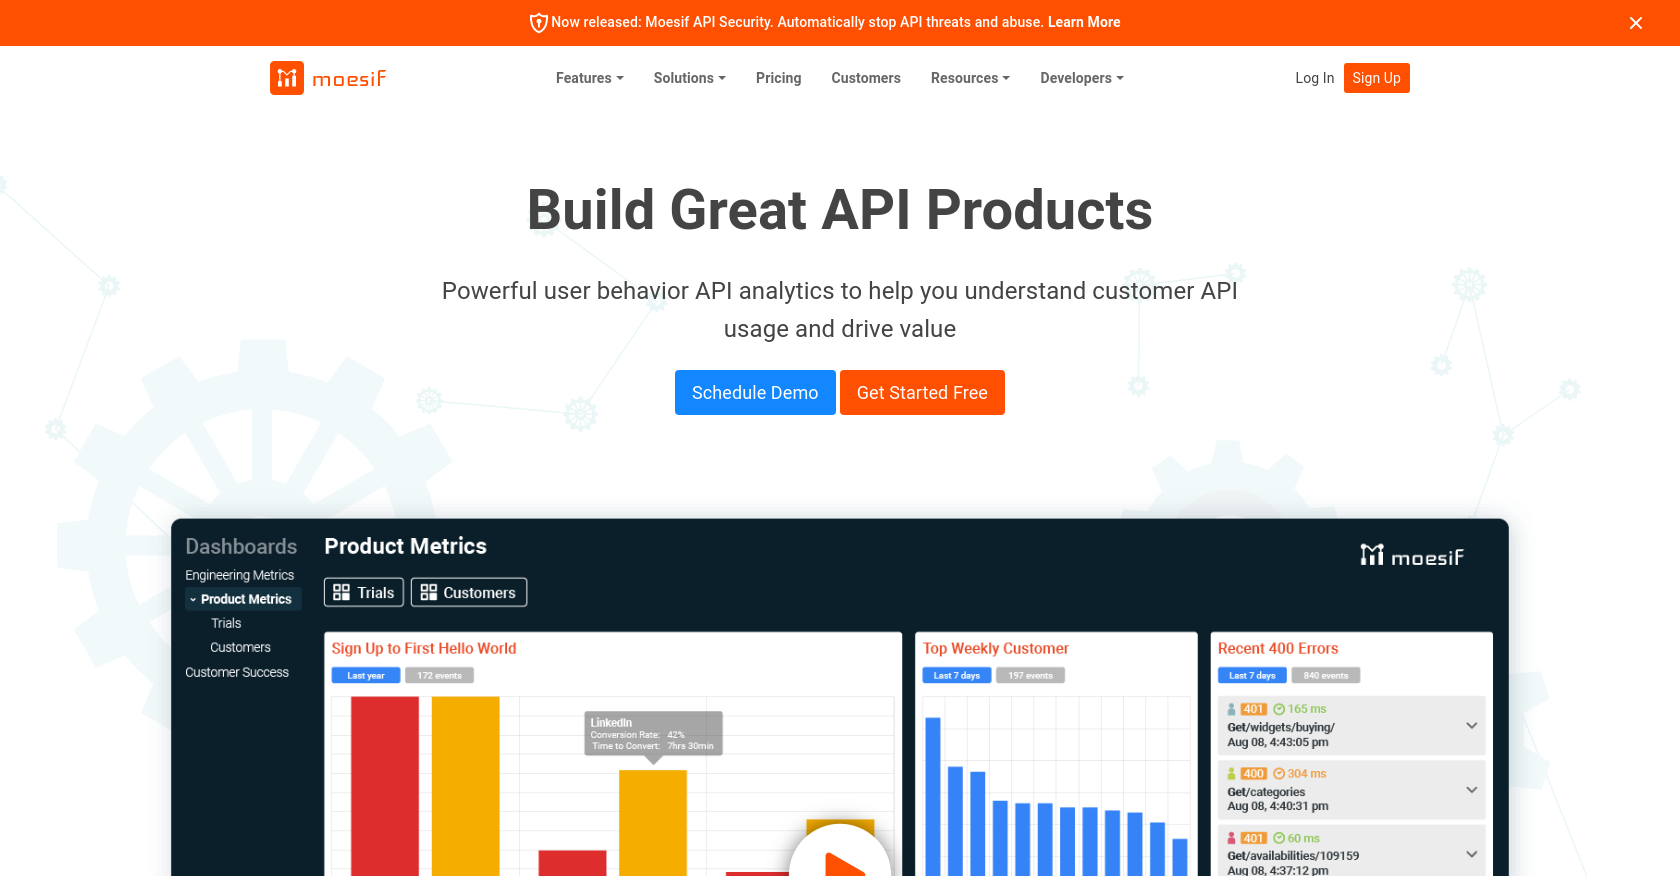 Now released: Moesif API Security. Automatically stop API threats and abuse. Learn More
moesif
Features
Solutions
Pricing
Customers
Resources
Developers
Log In
Sign Up
Build Great API Products
Powerful user behavior API analytics to help you understand customer API
usage and drive value
Schedule Demo
Get Started Free
Dashboards
Engineering Metrics
Product Metrics
Trials
Customers
Customer Success
Product Metrics
Trials
Customers
moesif
Sign Up to First Hello World
Last year
172 events
LinkedIn
Conversion Rate: 42%
Time to Convert: 7hrs 30min
Top Weekly Customer
Last 7 days
197 events
Recent 400 Errors
Last 7 days
840 events
401 165 ms
Get/widgets/buying/
Aug 08, 4:43:05 pm
400 304 ms
Get/categories
Aug 08, 4:40:31 pm
401 60 ms
Get/availabilities/109159
Aug 08, 4:37:12 pm